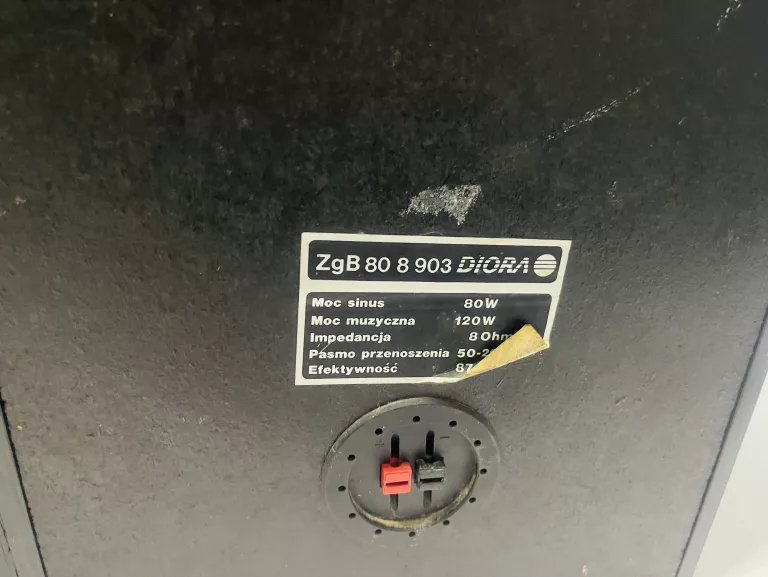 ZgB 80 8 903 DIORA
Moc sinus 80W
Moc muzyczna 120W
Impedancja 8 Ohm
Pasmo przenoszenia 50-2
Efektywność 87
+ -